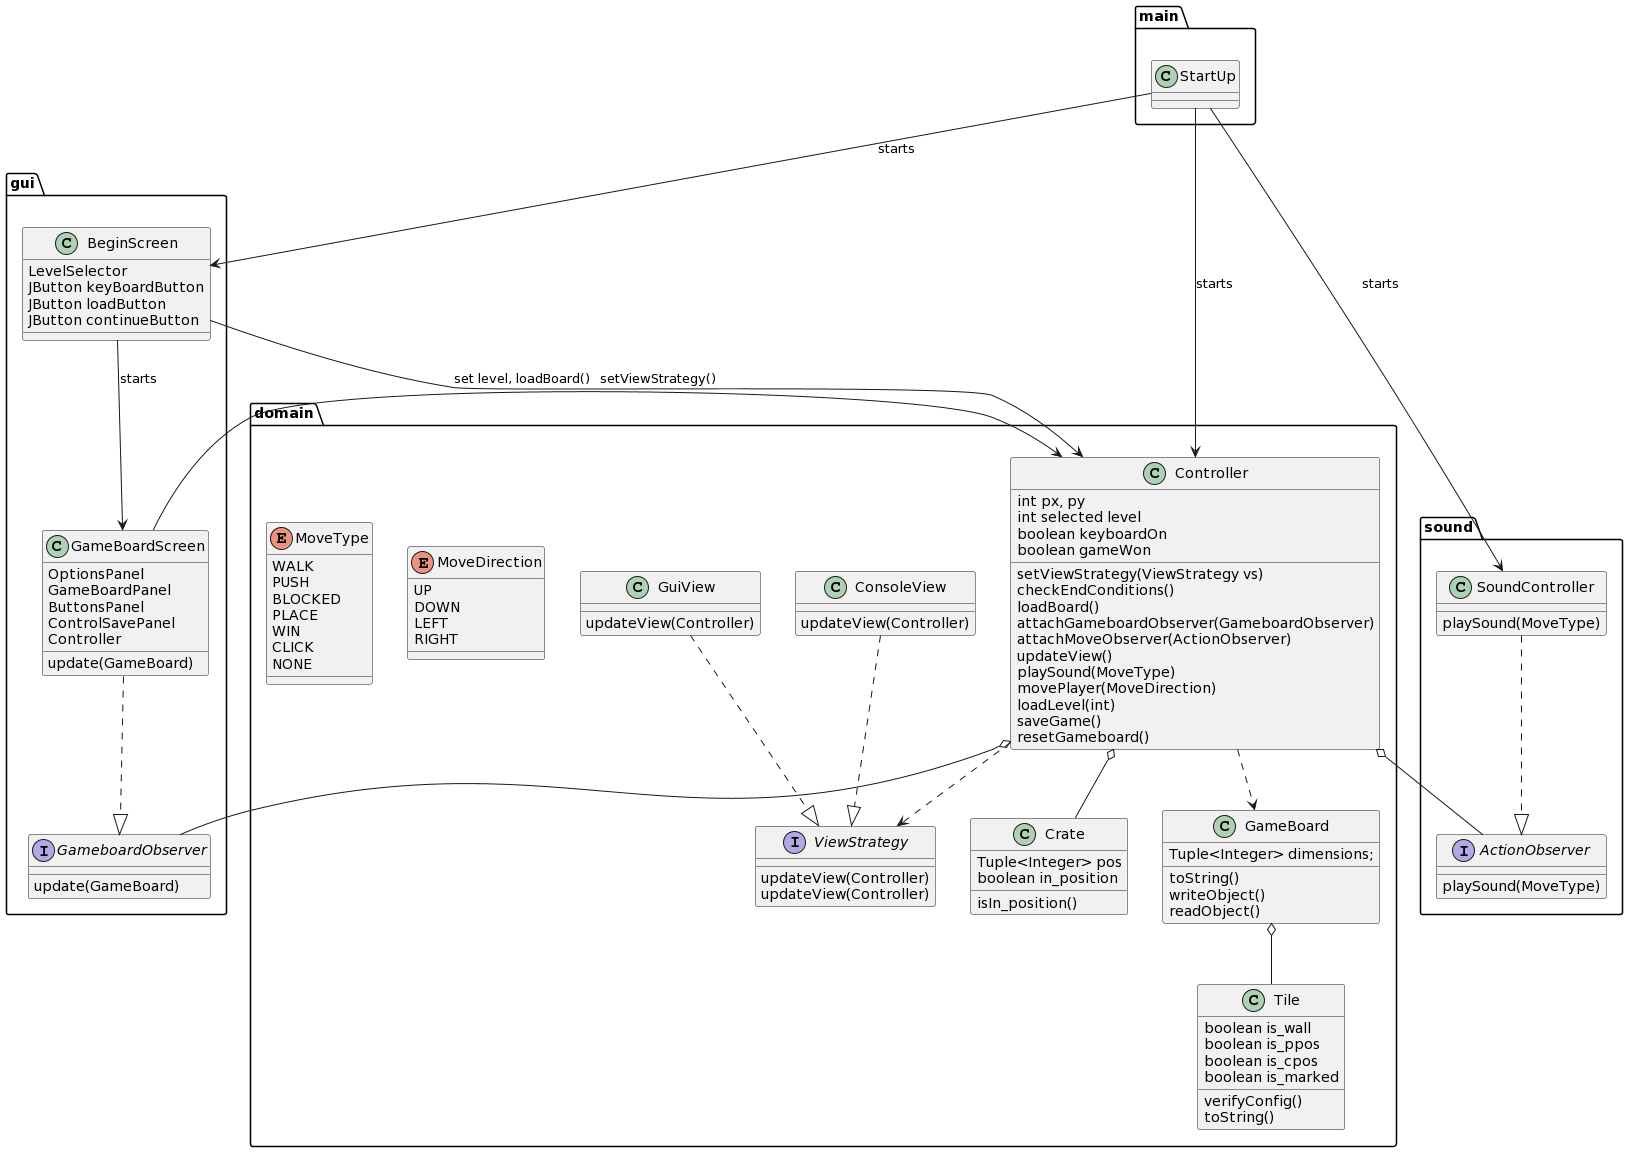 main
C StartUp
starts
starts
starts
gui
C BeginScreen
LevelSelector
JButton keyBoardButton
JButton loadButton
JButton continueButton
starts
set level, loadBoard()
setViewStrategy()
C GameBoardScreen
OptionsPanel
GameBoardPanel
ButtonsPanel
ControlSavePanel
Controller
update(GameBoard)
I GameboardObserver
update(GameBoard)
domain
E MoveType
WALK
PUSH
BLOCKED
PLACE
WIN
CLICK
NONE
E MoveDirection
UP
DOWN
LEFT
RIGHT
C GuiView
updateView(Controller)
C ConsoleView
updateView(Controller)
C Controller
int px, py
int selected level
boolean keyboardOn
boolean gameWon
setViewStrategy(ViewStrategy vs)
checkEndConditions()
loadBoard()
attachGameboardObserver(GameboardObserver)
attachMoveObserver(ActionObserver)
updateView()
playSound(MoveType)
movePlayer(MoveDirection)
loadLevel(int)
saveGame()
resetGameboard()
I ViewStrategy
updateView(Controller)
updateView(Controller)
C Crate
Tuple<Integer> pos
boolean in_position
isIn_position()
C GameBoard
Tuple<Integer> dimensions;
toString()
writeObject()
readObject()
C Tile
boolean is_wall
boolean is_ppos
boolean is_cpos
boolean is_marked
verifyConfig()
toString()
sound
C SoundController
playSound(MoveType)
I ActionObserver
playSound(MoveType)